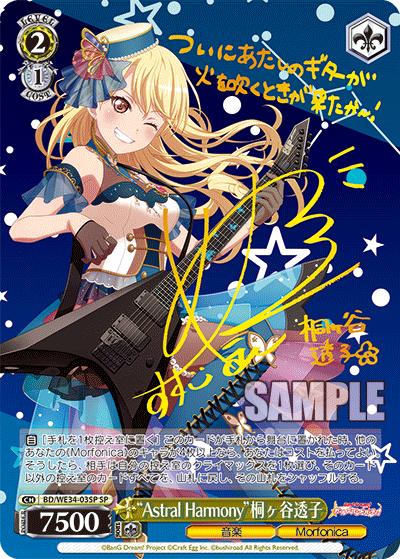 LEVEL
2
1
COST
ついにあたしのギターが
火を吹くときが来たか〜!
桐ヶ谷
透子
SAMPLE
自 [手札を1枚控え室に置く] このカードが手札から舞台に置かれた時、他の
あなたの《Morfonica》のキャラが4枚以上なら、あなたはコストを払ってよい。
そうしたら、相手は自分の控え室のクライマックスを1枚選び、そのカード
以外の控え室のカードすべてを、山札に戻し、その山札をシャッフルする。
CH BD/WE34-03SP SP
7500
"Astral Harmony"桐ヶ谷透子
音楽
Morfonica
©BanG Dream! Project ©Craft Egg Inc. ©bushiroad All Rights Reserved.